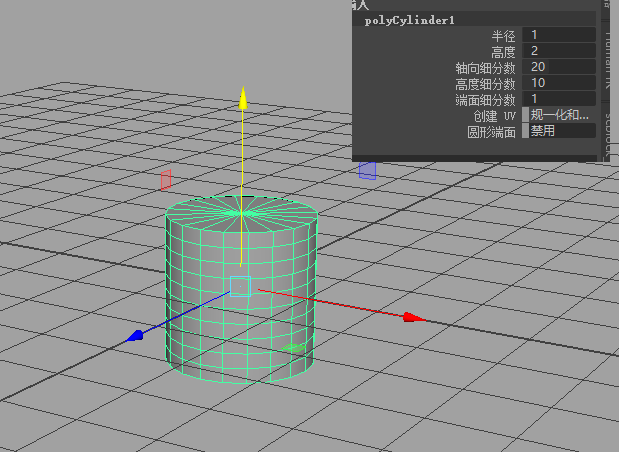 输入
polyCylinder1
半径 1
高度 2
轴向细分数 20
高度细分数 10
端面细分数 1
创建 UV 规一化和...
圆形端面 禁用